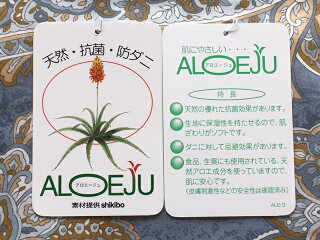 天然・抗菌・防ダニ
ALOEJU
アロエージュ
素材提供 shikibo
肌にやさしい・・・
ALOEJU
アロエージュ
特長
天然の優れた抗菌効果があります。
生地に保湿性を持たせるので、肌
ざわりがソフトです。
ダニに対して忌避効果があります。
食品、生薬にも使用されている、天
然アロエ成分を使っていますので、
肌に安心です。
(皮膚刺激性などの安全性は確認済み)
ALE-3